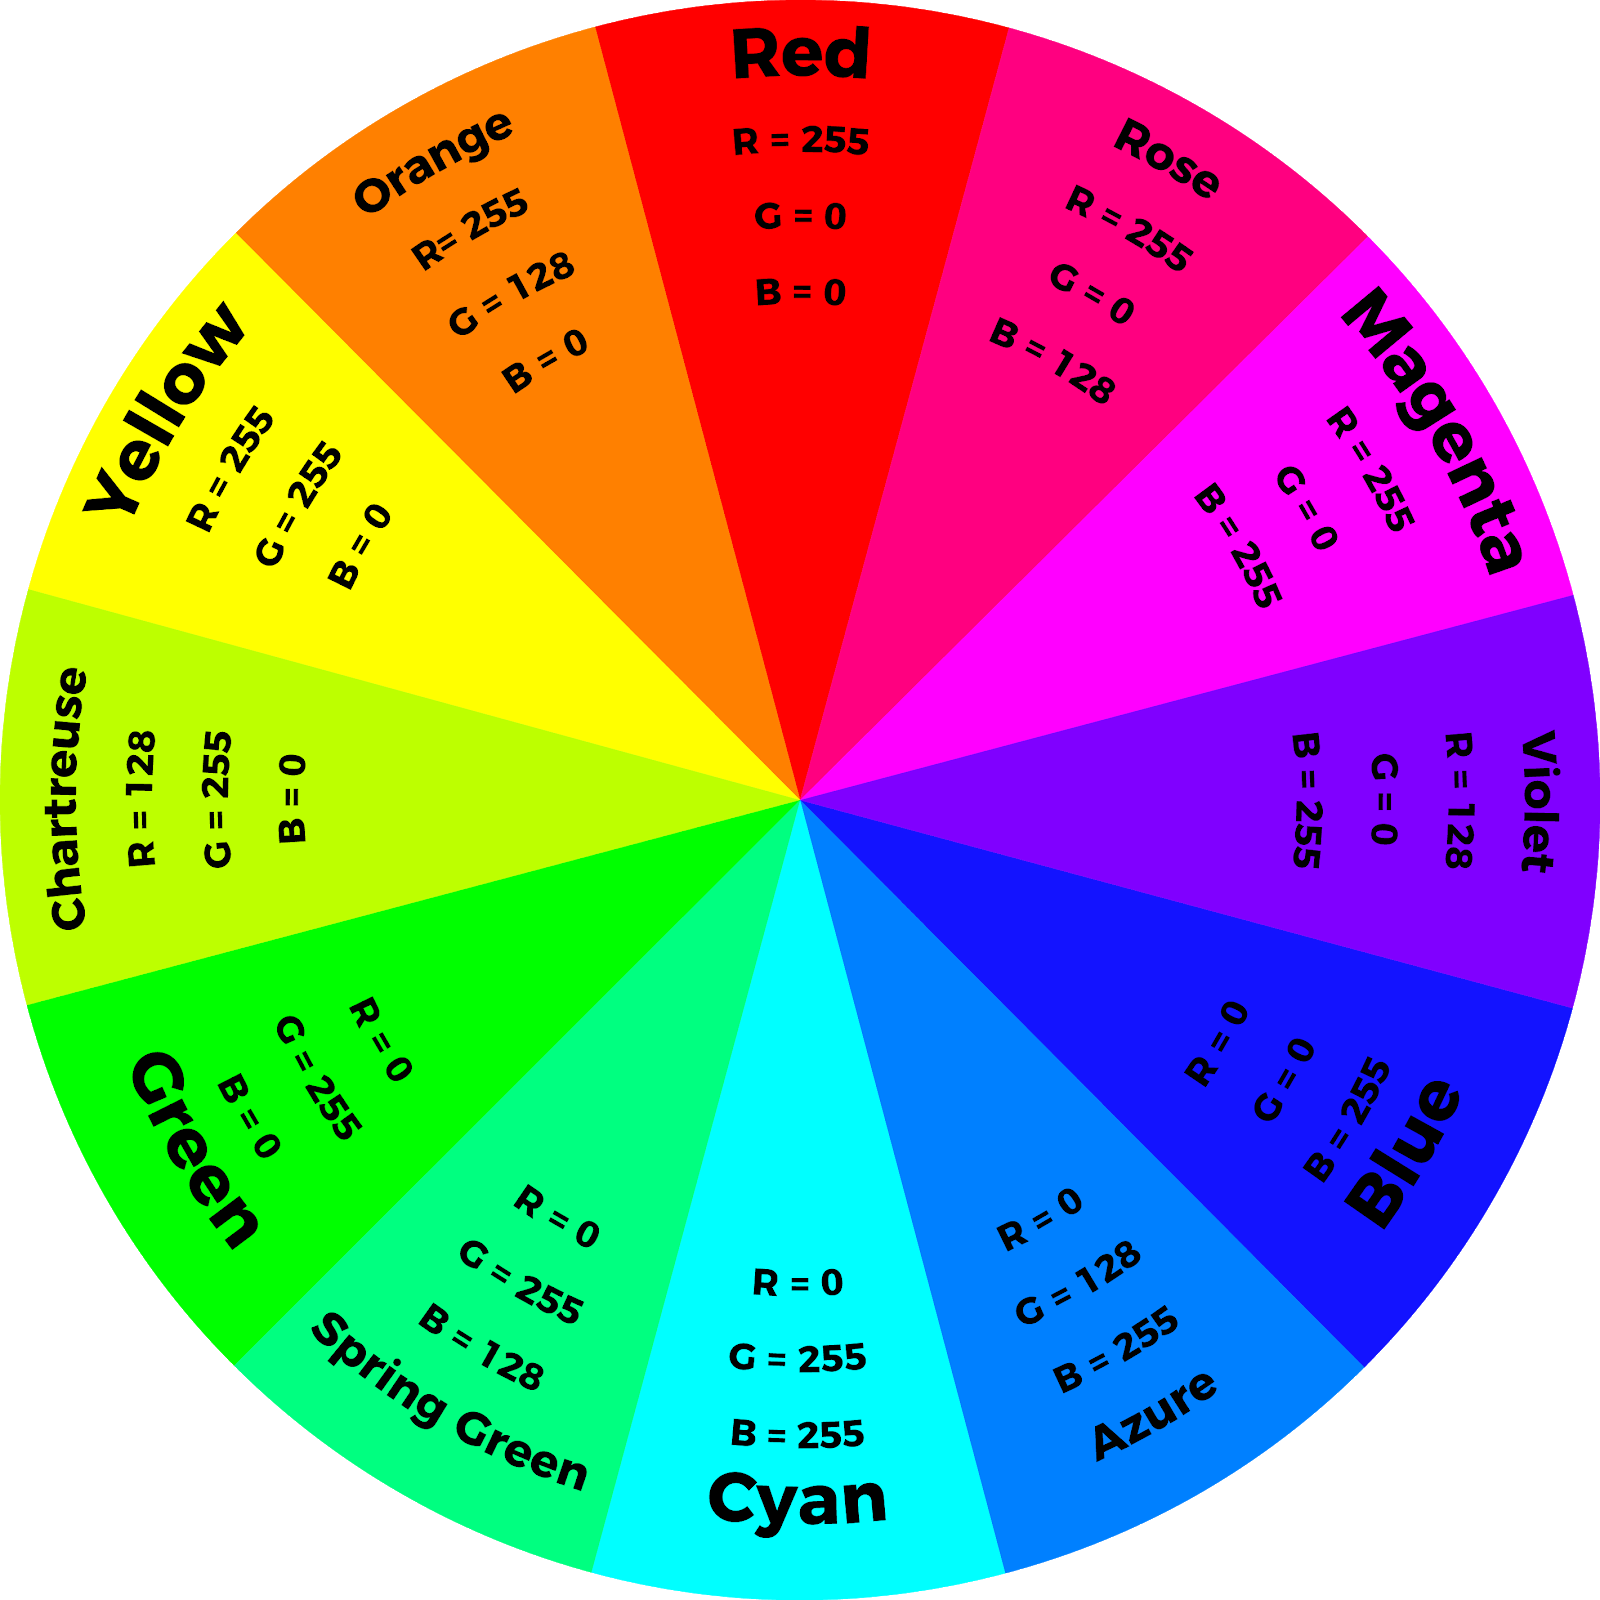 Red
R = 255
G = 0
B = 0
Rose
R = 255
G = 0
B = 128
Magenta
R = 255
G = 0
B = 255
Violet
R = 128
G = 0
B = 255
R = 0
G = 0
B = 255
Blue
R = 0
G = 128
B = 255
Azure
R = 0
G = 255
B = 255
Cyan
R = 0
G = 255
B = 128
Spring Green
R = 0
G = 255
B = 0
Green
Chartreuse
R = 128
G = 255
B = 0
Yellow
R = 255
G = 255
B = 0
Orange
R= 255
G = 128
B = 0